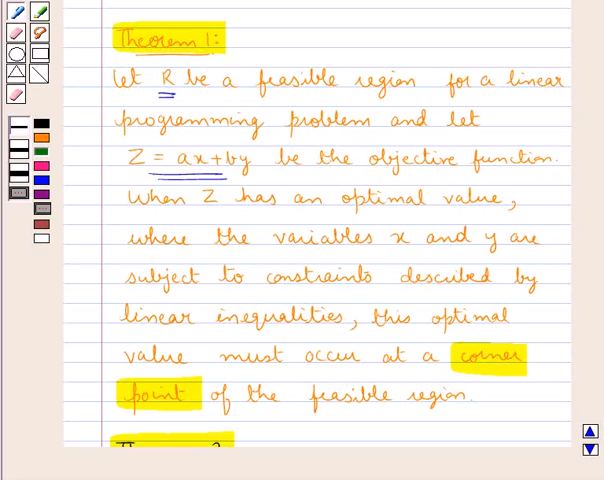 Theorem 1:
Let R be a feasible region for a linear
programming problem and let
Z = ax+by be the objective function.
When Z has an optimal value,
where the variables x and y are
subject to constraints described by
linear inequalities, this optimal
value must occur at a corner
point of the feasible region.